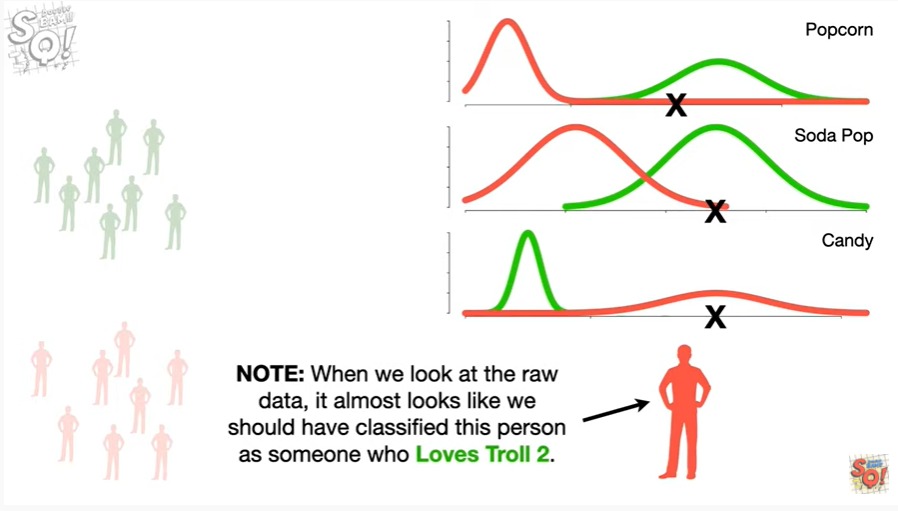 Popcorn
X
Soda Pop
X
Candy
X
NOTE: When we look at the raw
data, it almost looks like we
should have classified this person
as someone who Loves Troll 2.
SQ!